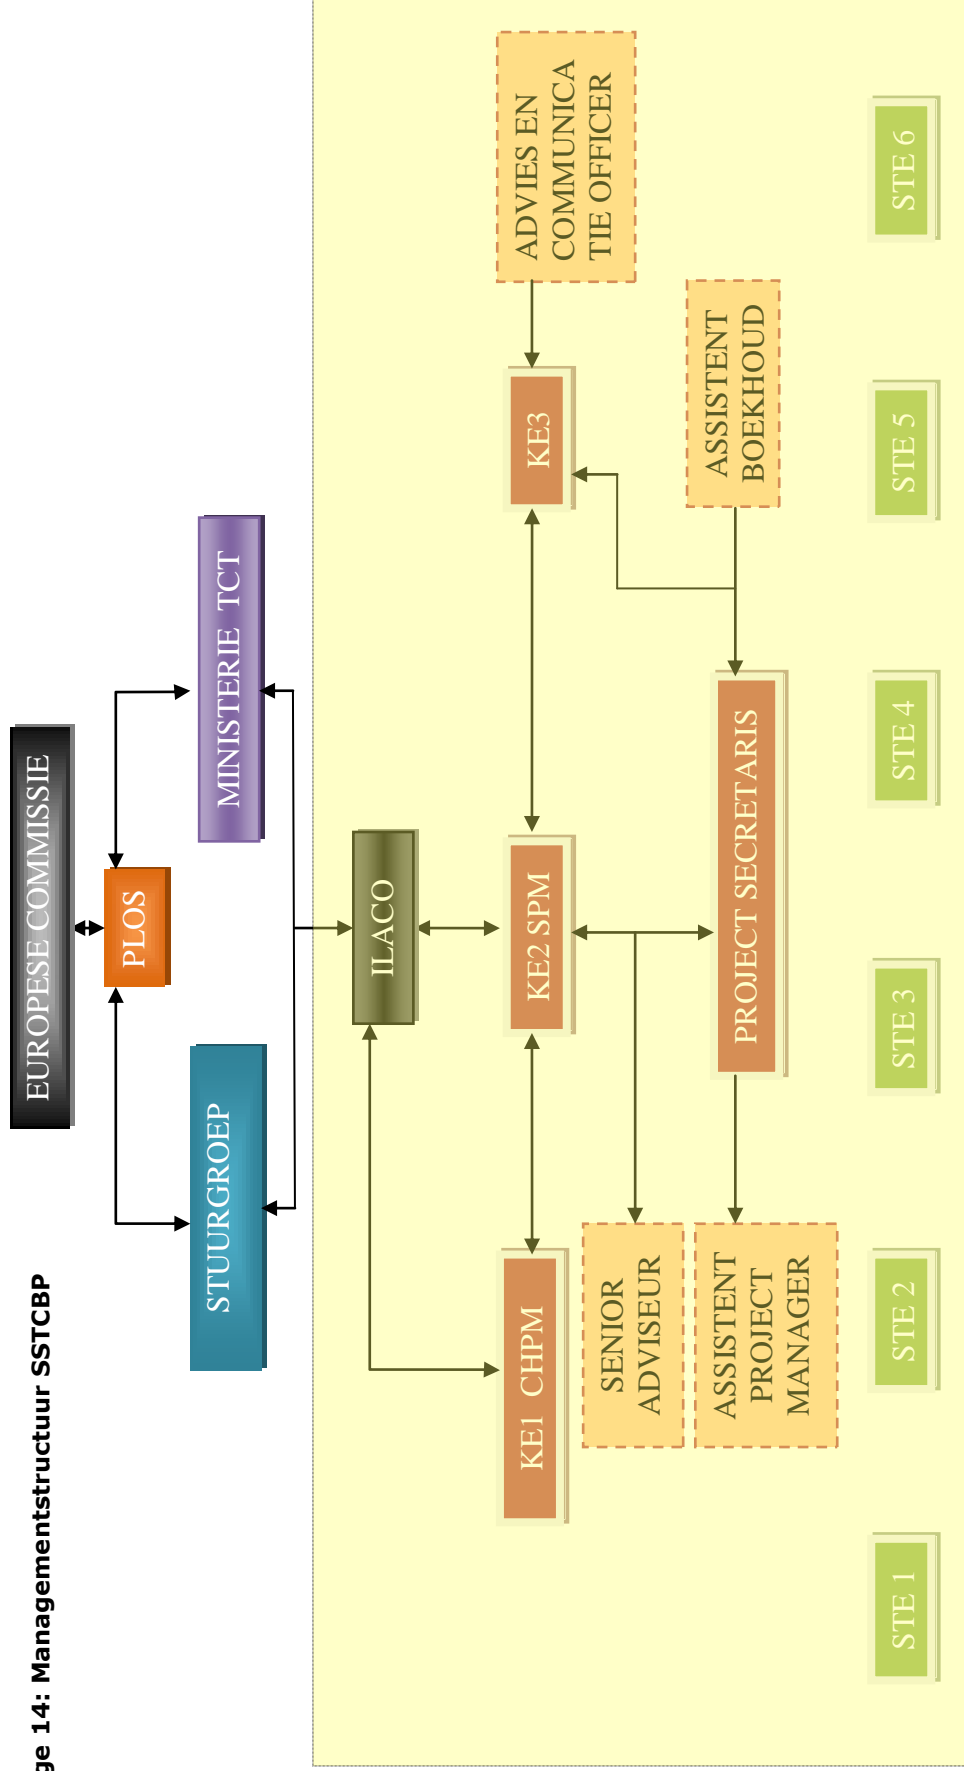 ge 14: Managementstructuur SSTCBP
EUROPESE COMMISSIE
PLOS
STUURGROEP
MINISTERIE TCT
ILACO
KE1 CHPM
KE2 SPM
KE3
ADVIES EN
COMMUNICA
TIE OFFICER
SENIOR
ADVISEUR
ASSISTENT
PROJECT
MANAGER
PROJECT SECRETARIS
ASSISTENT
BOEKHOUD
STE 1
STE 2
STE 3
STE 4
STE 5
STE 6